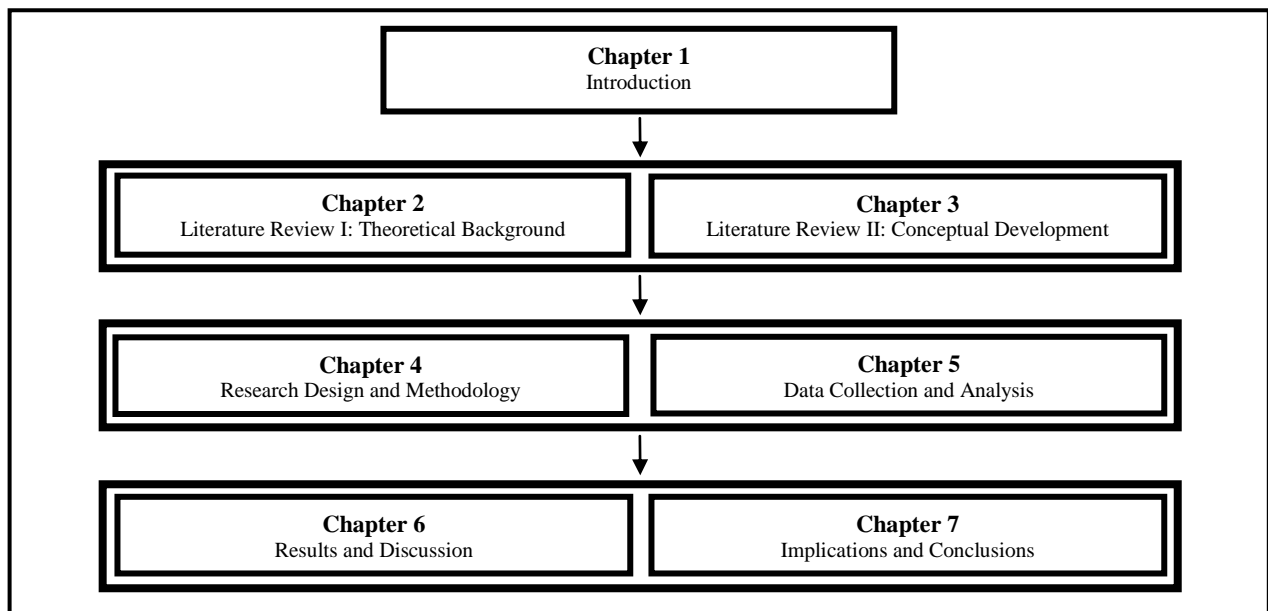 Chapter 1
Introduction
Chapter 2
Literature Review I: Theoretical Background
Chapter 3
Literature Review II: Conceptual Development
Chapter 4
Research Design and Methodology
Chapter 5
Data Collection and Analysis
Chapter 6
Results and Discussion
Chapter 7
Implications and Conclusions